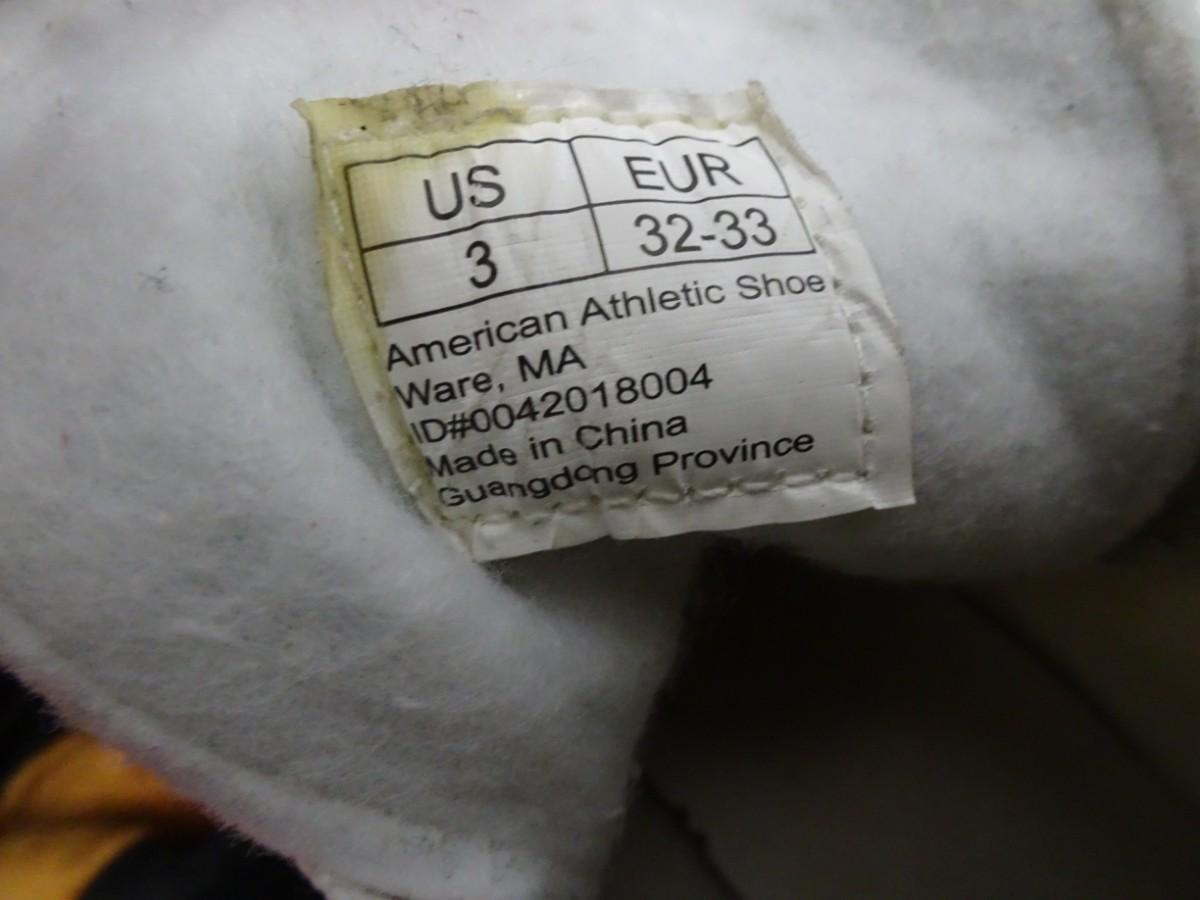 US EUR
3 32-33
American Athletic Shoe
Ware, MA
ID#0042018004
Made in China
Guangdong Province